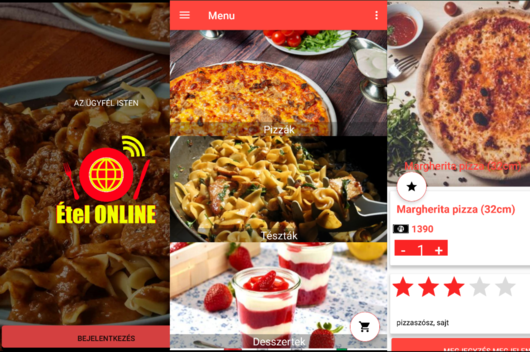 AZ ÜGYFÉL ISTEN
Étel ONLINE
BEJELENTKEZÉS
Menu
Pizzák
Tészták
Desszertek
Margherita pizza (32cm)
Margherita pizza (32cm)
1390
- 1 +
pizzaszósz, sajt